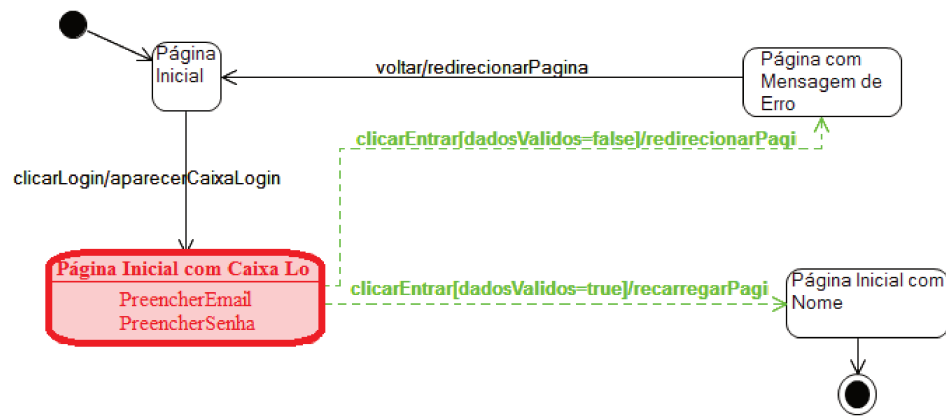 Página
Inicial
voltar/redirecionarPagina
Página com
Mensagem de
Erro
clicarEntrar[dadosValidos=false]/redirecionarPagi
clicarLogin/aparecerCaixaLogin
Página Inicial com Caixa Lo
PreencherEmail
PreencherSenha
clicarEntrar[dadosValidos=true]/recarregarPagi
Página Inicial com
Nome